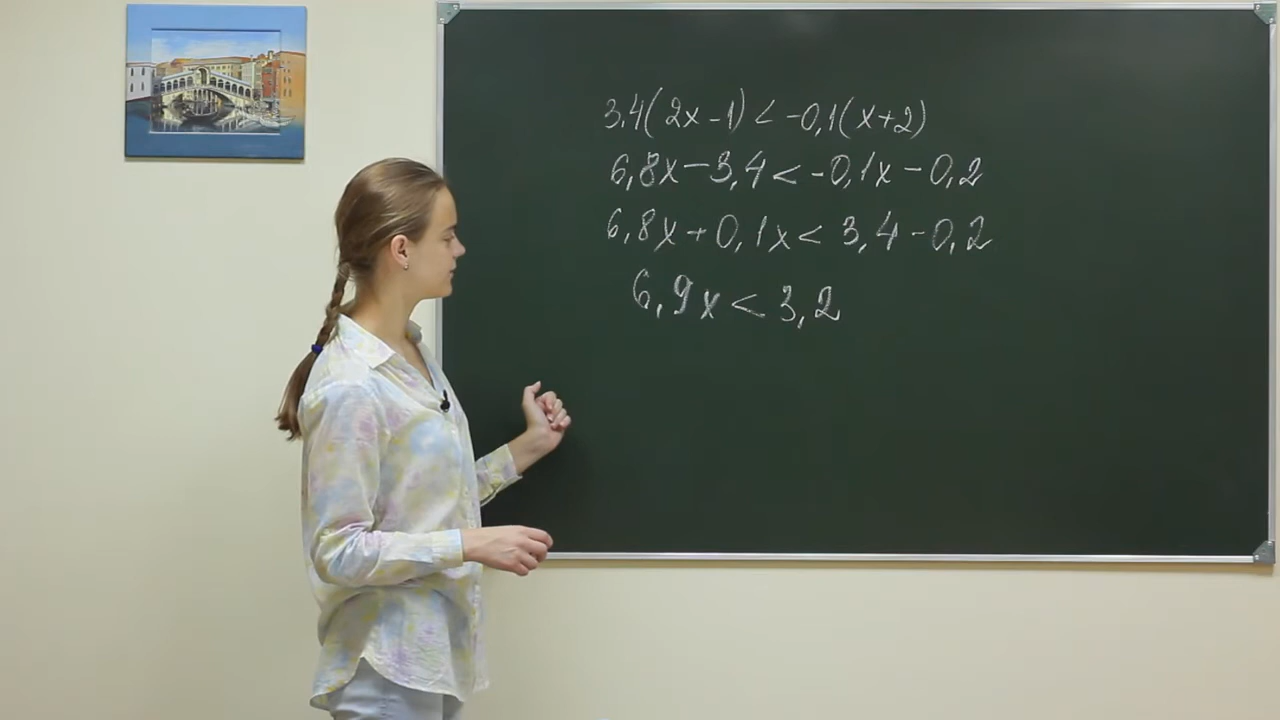 3,4(2x-1)<-0,1(x+2)
6,8x-3,4<-0,1x-0,2
6,8x+0,1x<3,4-0,2
6,9x<3,2